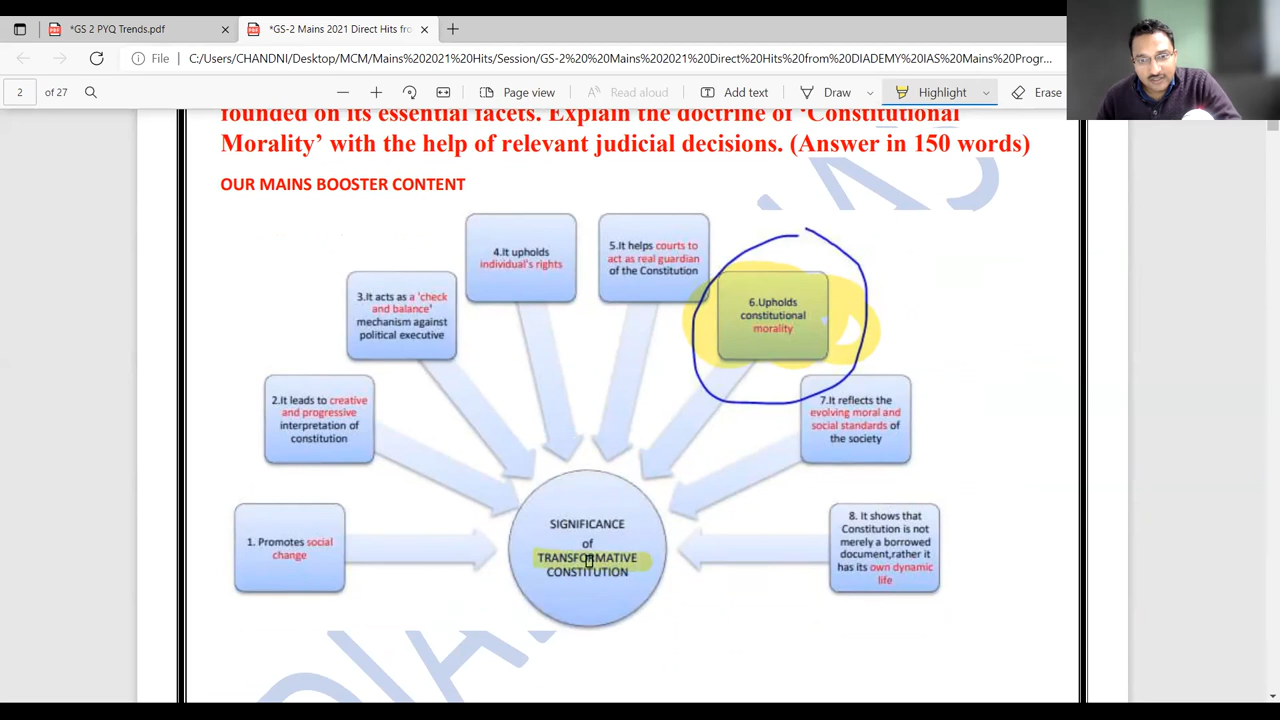 *GS 2 PYQ Trends.pdf
*GS-2 Mains 2021 Direct Hits fro
File
C:/Users/CHANDNI/Desktop/MCM/Mains%202021%20Hits/Session/GS-2%20%20Mains%202021%20Direct%20Hits%20from%20DIADEMY%20IAS%20Mains%20Progr...
2 of 27
Page view
Read aloud
Add text
Draw
Highlight
Erase
founded on its essential facets. Explain the doctrine of ‘Constitutional
Morality’ with the help of relevant judicial decisions. (Answer in 150 words)
OUR MAINS BOOSTER CONTENT
1. Promotes social
change
2.It leads to creative
and progressive
interpretation of
constitution
3.It acts as a 'check
and balance'
mechanism against
political executive
4.It upholds
individual's rights
5.It helps courts to
act as real guardian
of the Constitution
6.Upholds
constitutional
morality
7.It reflects the
evolving moral and
social standards of
the society
8. It shows that
Constitution is not
merely a borrowed
document,rather it
has its own dynamic
life
SIGNIFICANCE
of
TRANSFORMATIVE
CONSTITUTION